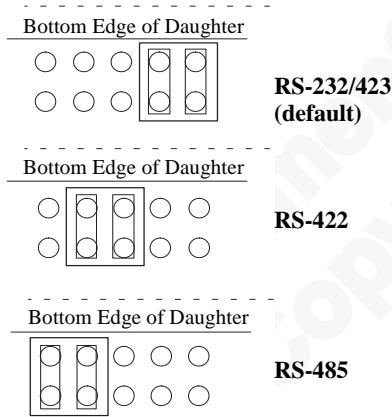 Bottom Edge of Daughter
RS-232/423
(default)
Bottom Edge of Daughter
RS-422
Bottom Edge of Daughter
RS-485